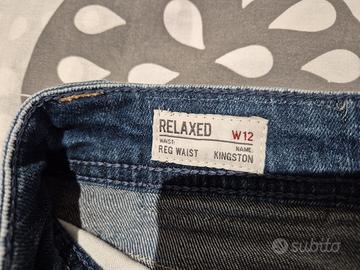 RELAXED W12
WAIST: NAME:
REG WAIST KINGSTON
subito